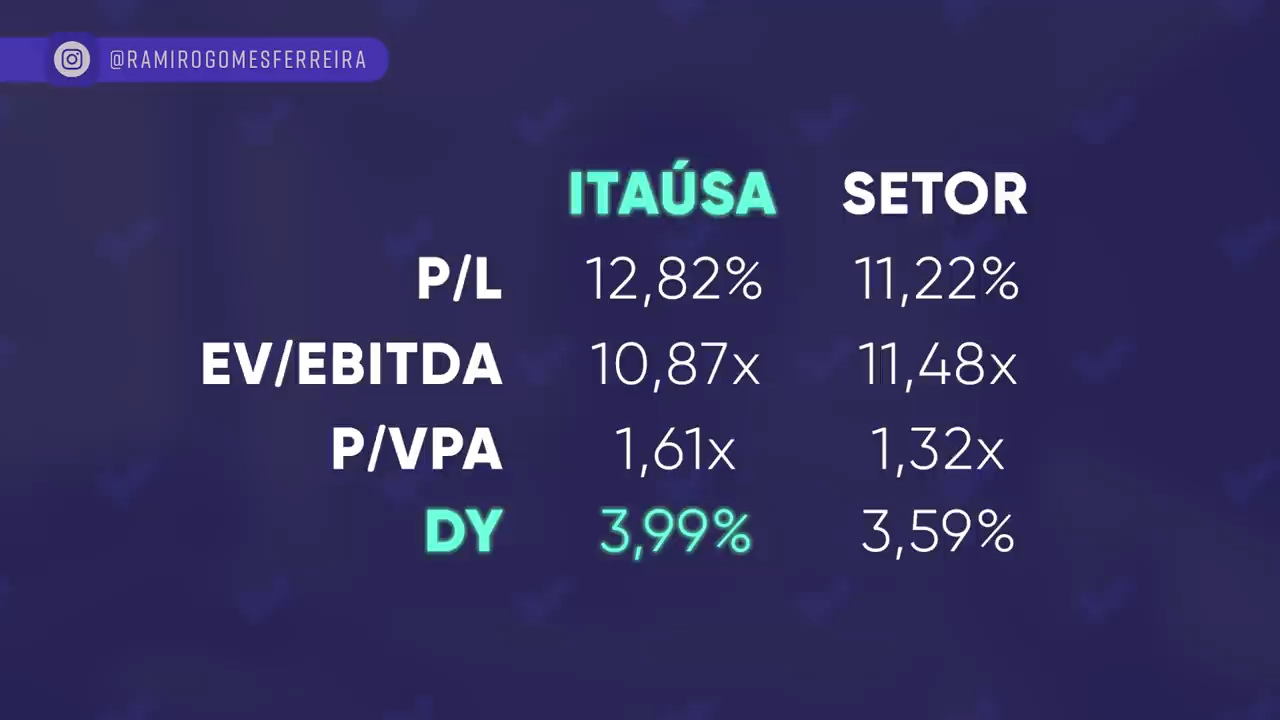 @RAMIROGOMESFERREIRA
ITAÚSA SETOR
P/L 12,82% 11,22%
EV/EBITDA 10,87x 11,48x
P/VPA 1,61x 1,32x
DY 3,99% 3,59%